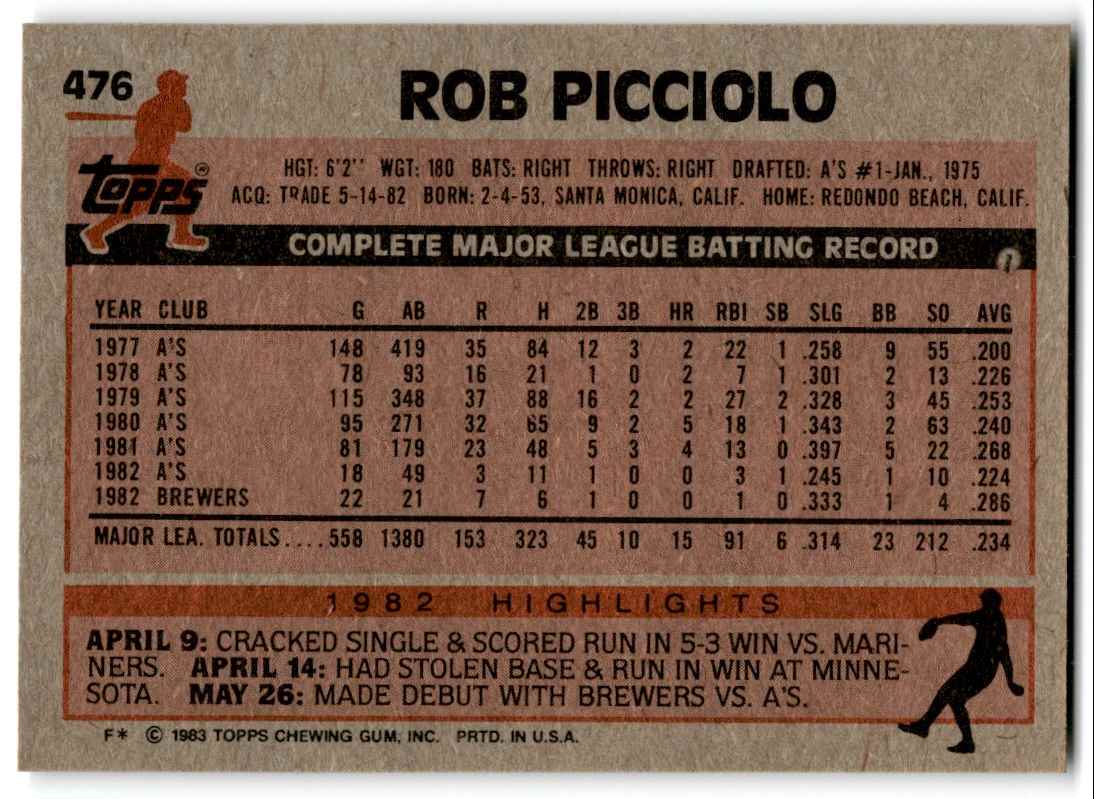 476
ROB PICCIOLO
TOPPS®
HGT: 6'2'' WGT: 180 BATS: RIGHT THROWS: RIGHT DRAFTED: A'S #1-JAN., 1975
ACQ: TRADE 5-14-82 BORN: 2-4-53, SANTA MONICA, CALIF. HOME: REDONDO BEACH, CALIF.
COMPLETE MAJOR LEAGUE BATTING RECORD
YEAR CLUB G AB R H 2B 3B HR RBI SB SLG BB SO AVG
1977 A'S 148 419 35 84 12 3 2 22 1 .258 9 55 .200
1978 A'S 78 93 16 21 1 0 2 7 1 .301 2 13 .226
1979 A'S 115 348 37 88 16 2 2 27 2 .328 3 45 .253
1980 A'S 95 271 32 65 9 2 5 18 1 .343 2 63 .240
1981 A'S 81 179 23 48 5 3 4 13 0 .397 5 22 .268
1982 A'S 18 49 3 11 1 0 0 3 1 .245 1 10 .224
1982 BREWERS 22 21 7 6 1 0 0 1 0 .333 1 4 .286
MAJOR LEA. TOTALS....558 1380 153 323 45 10 15 91 6 .314 23 212 .234
1982 HIGHLIGHTS
APRIL 9: CRACKED SINGLE & SCORED RUN IN 5-3 WIN VS. MARI-
NERS. APRIL 14: HAD STOLEN BASE & RUN IN WIN AT MINNE-
SOTA. MAY 26: MADE DEBUT WITH BREWERS VS. A'S.
F* © 1983 TOPPS CHEWING GUM, INC. PRTD. IN U.S.A.